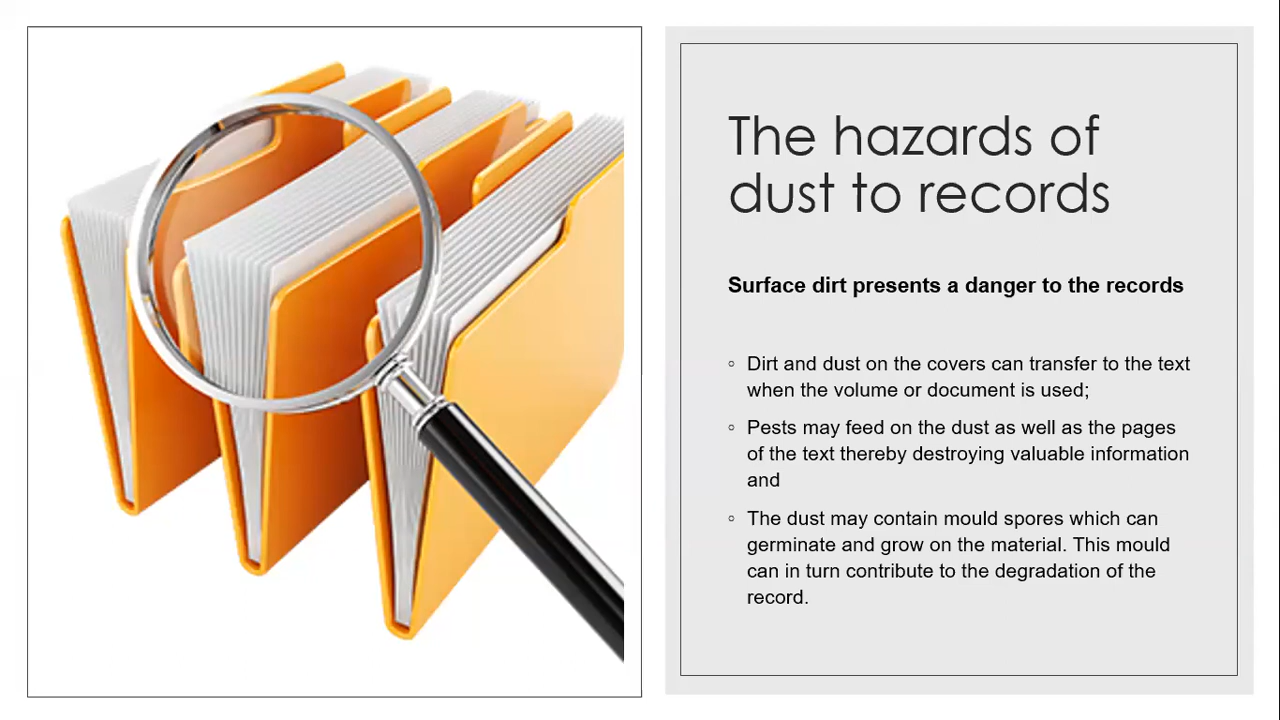 The hazards of
dust to records
Surface dirt presents a danger to the records
◦ Dirt and dust on the covers can transfer to the text
when the volume or document is used;
◦ Pests may feed on the dust as well as the pages
of the text thereby destroying valuable information
and
◦ The dust may contain mould spores which can
germinate and grow on the material. This mould
can in turn contribute to the degradation of the
record.